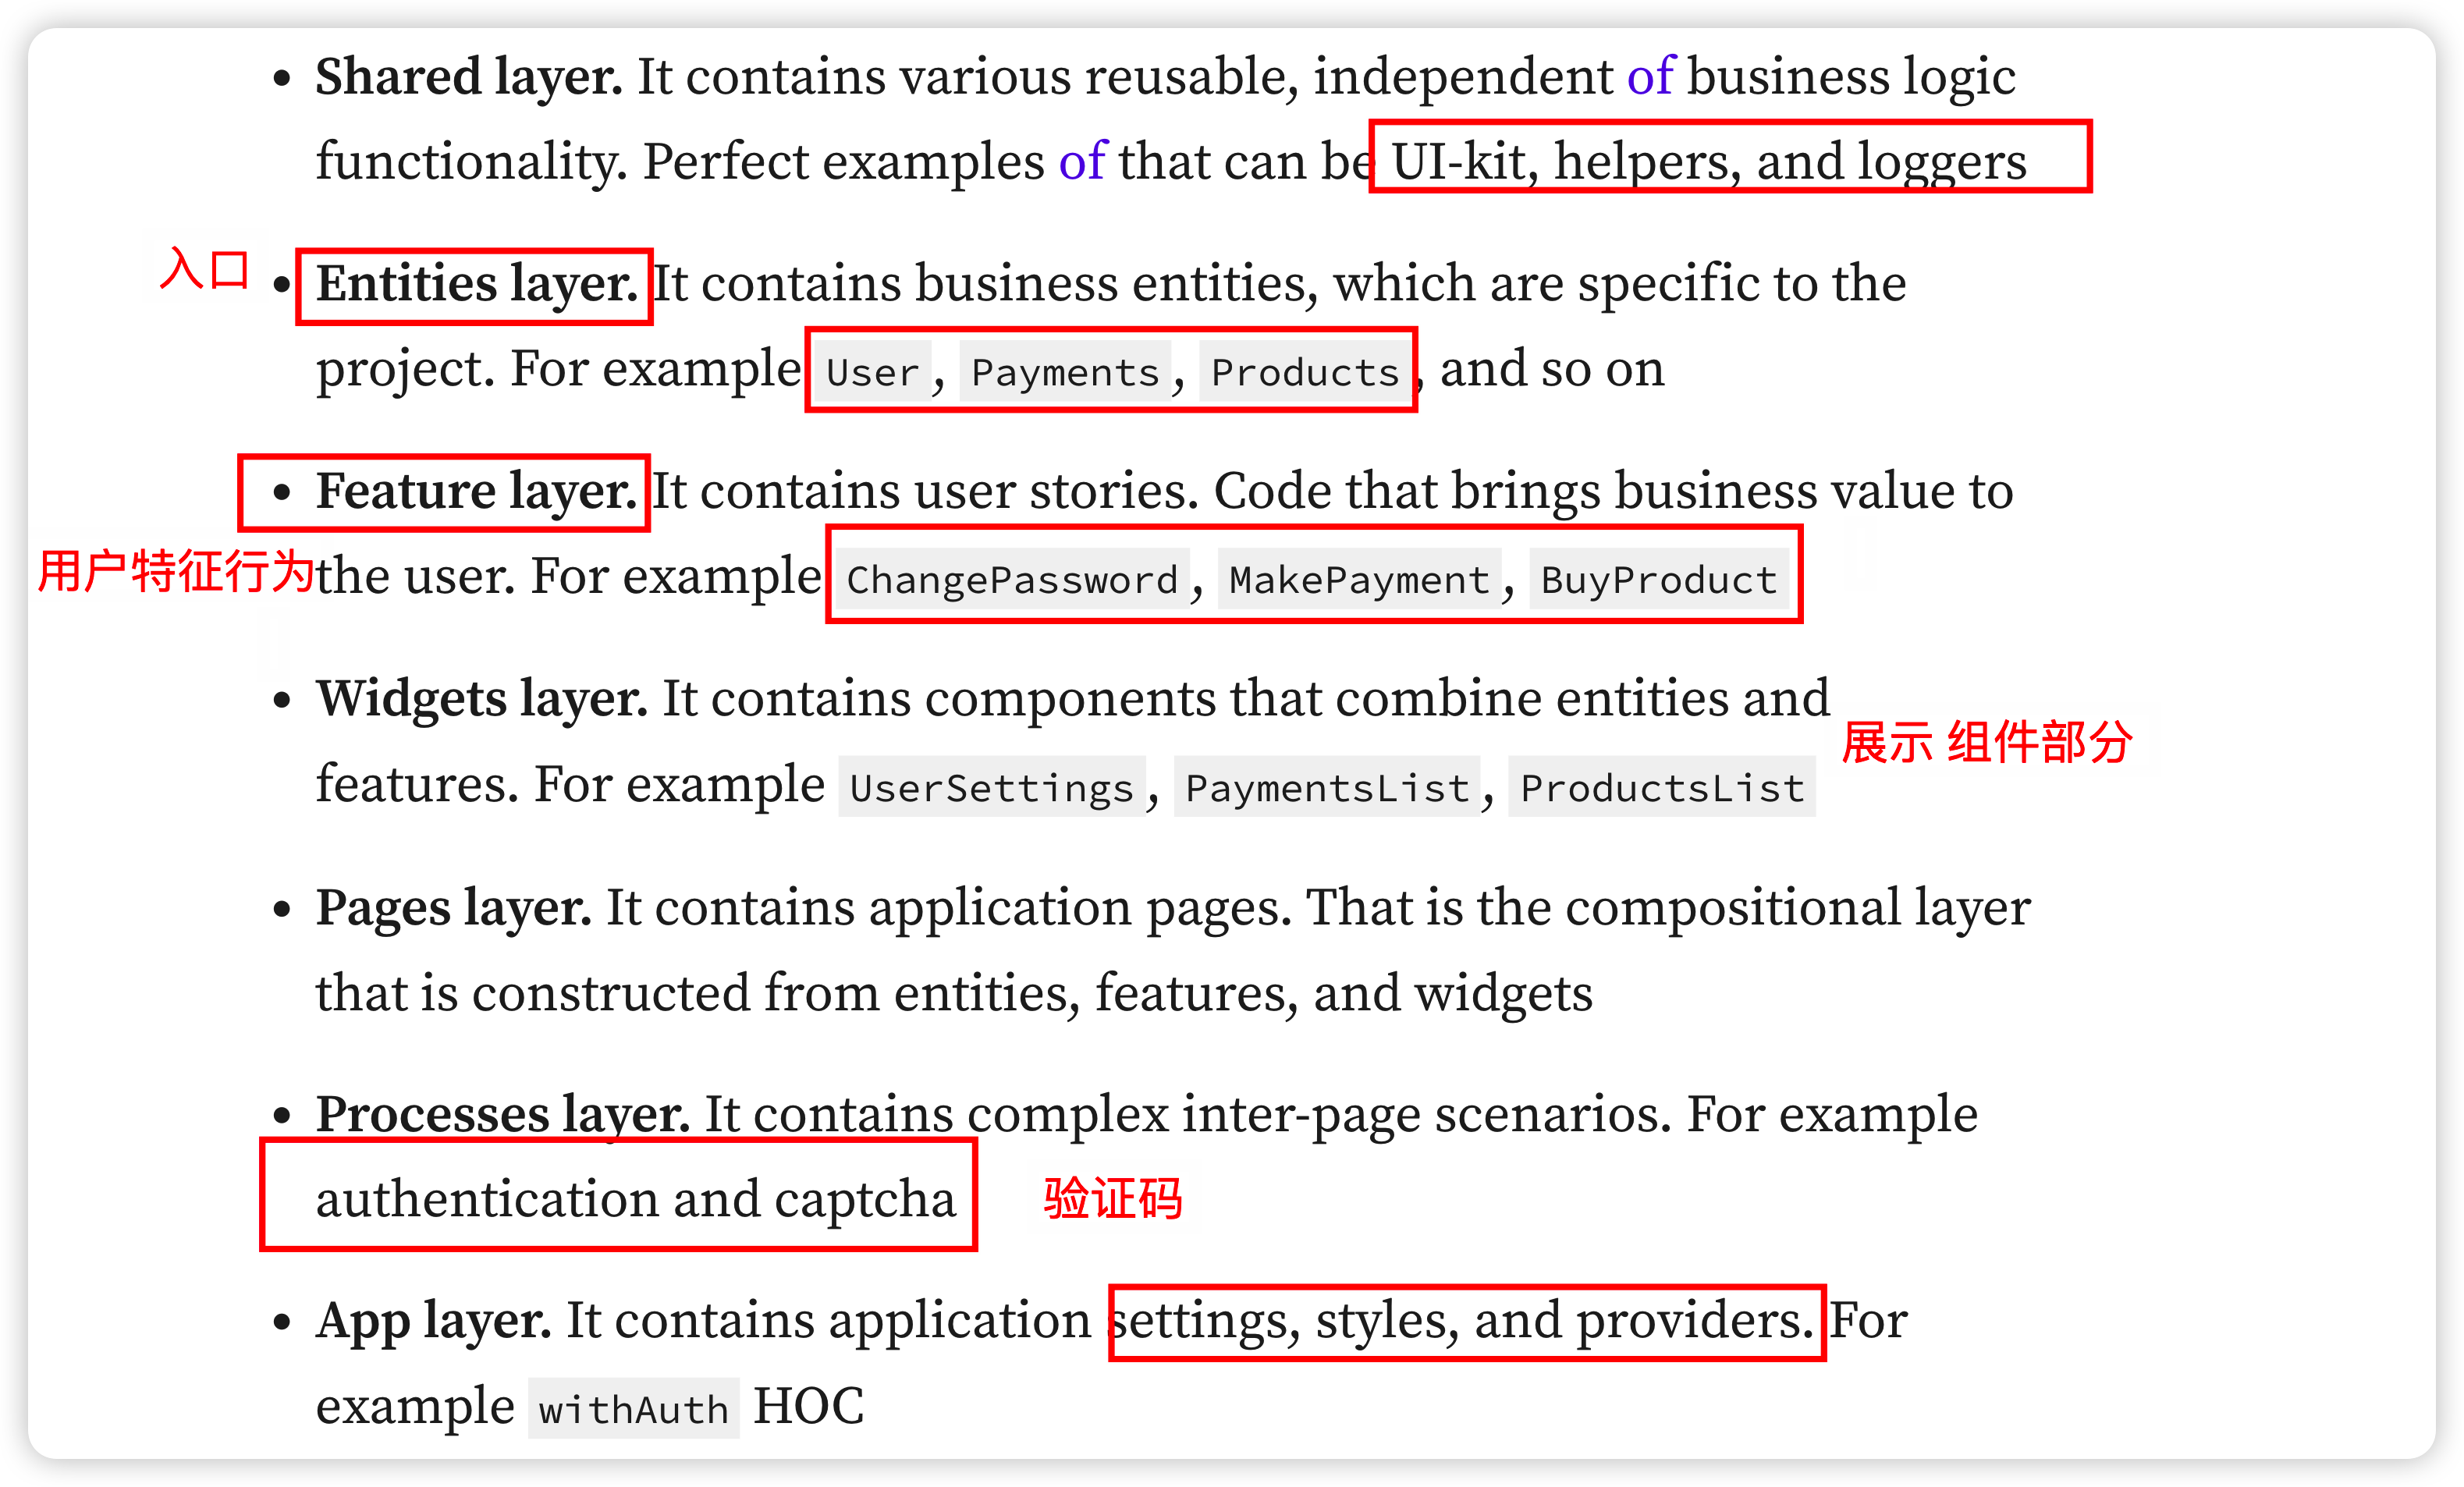 • Shared layer. It contains various reusable, independent of business logic
functionality. Perfect examples of that can be UI-kit, helpers, and loggers
入口
• Entities layer. It contains business entities, which are specific to the
project. For example User, Payments, Products, and so on
• Feature layer. It contains user stories. Code that brings business value to
用户特征行为
the user. For example ChangePassword, MakePayment, BuyProduct
• Widgets layer. It contains components that combine entities and
展示 组件部分
features. For example UserSettings, PaymentsList, ProductsList
• Pages layer. It contains application pages. That is the compositional layer
that is constructed from entities, features, and widgets
• Processes layer. It contains complex inter-page scenarios. For example
authentication and captcha
验证码
• App layer. It contains application settings, styles, and providers. For
example withAuth HOC